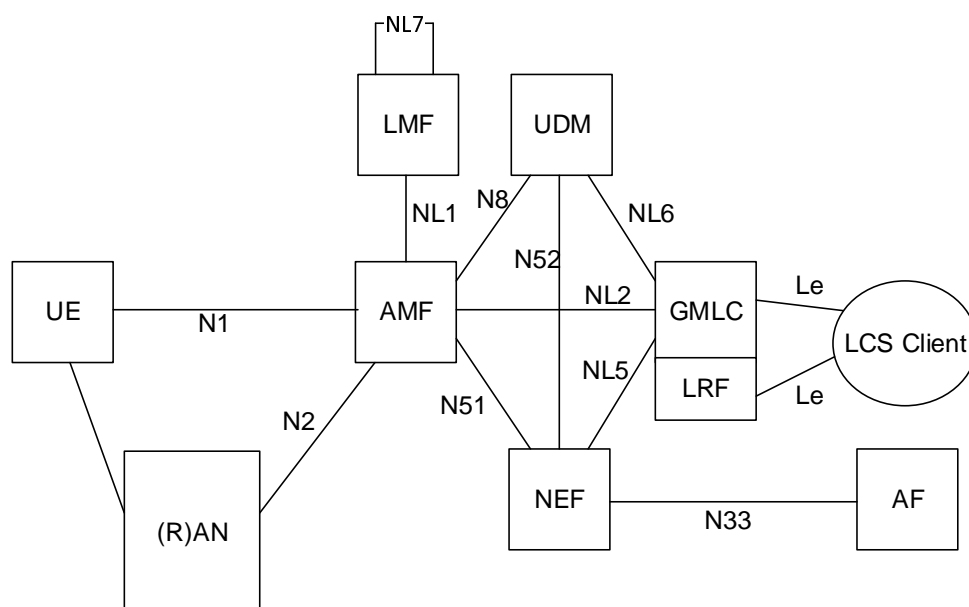 NL7
LMF
UDM
NL1
N8
NL6
N52
UE
N1
AMF
NL2
GMLC
Le
LCS Client
NL5
LRF
Le
N51
N2
(R)AN
NEF
N33
AF